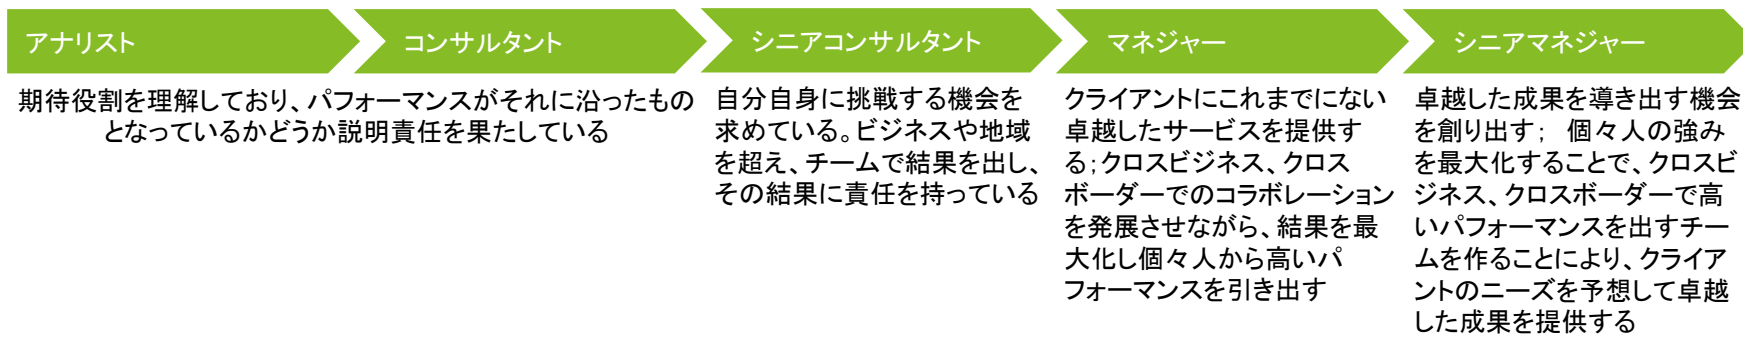 アナリスト
コンサルタント
シニアコンサルタント
マネジャー
シニアマネジャー
期待役割を理解しており、パフォーマンスがそれに沿ったもの
となっているかどうか説明責任を果たしている
自分自身に挑戦する機会を
求めている。ビジネスや地域
を超え、チームで結果を出し、
その結果に責任を持っている
クライアントにこれまでにない
卓越したサービスを提供す
る;クロスビジネス、クロス
ボーダーでのコラボレーション
を発展させながら、結果を最
大化し個々人から高いパ
フォーマンスを引き出す
卓越した成果を導き出す機会
を創り出す; 個々人の強み
を最大化することで、クロスビ
ジネス、クロスボーダーで高
いパフォーマンスを出すチー
ムを作ることにより、クライア
ントのニーズを予想して卓越
した成果を提供する